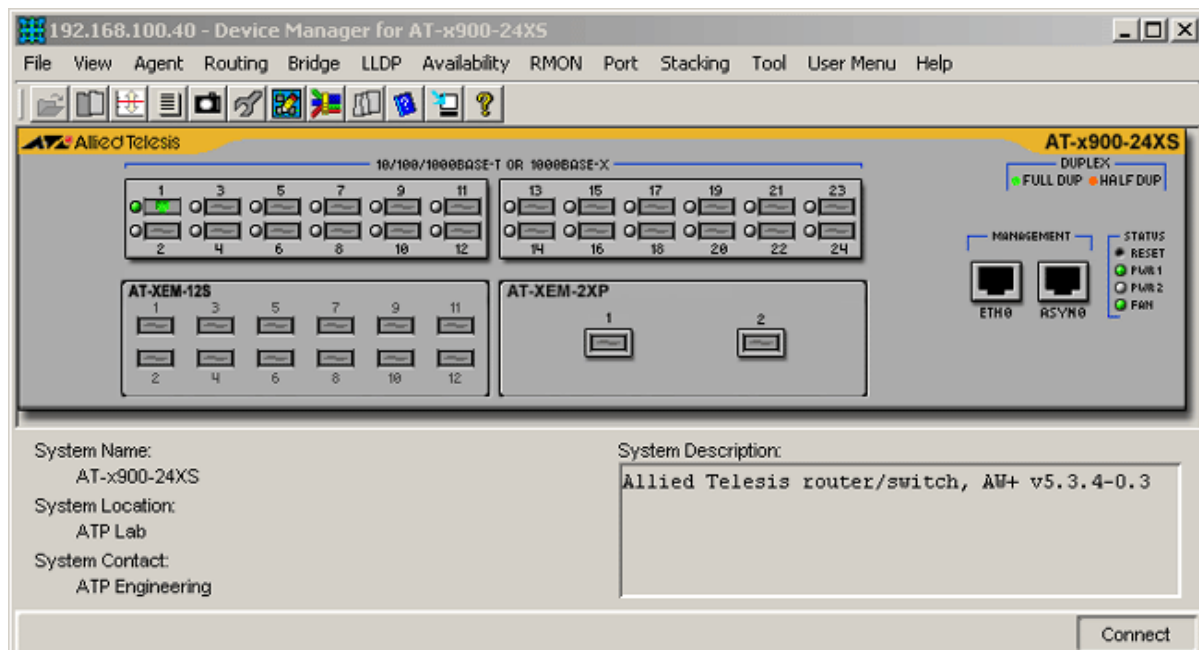 192.168.100.40 - Device Manager for AT-x900-24XS
File View Agent Routing Bridge LLDP Availability RMON Port Stacking Tool User Menu Help
Allied Telesis
AT-x900-24XS
10/100/1000BASE-T OR 1000BASE-X
DUPLEX
FULL DUP HALF DUP
1 3 5 7 9 11 13 15 17 19 21 23
2 4 6 8 10 12 14 16 18 20 22 24
MANAGEMENT
ETH0 ASYN0
STATUS
RESET
PWR1
PWR2
FAN
AT-XEM-12S
1 3 5 7 9 11
2 4 6 8 10 12
AT-XEM-2XP
1 2
System Name:
AT-x900-24XS
System Location:
ATP Lab
System Contact:
ATP Engineering
System Description:
Allied Telesis router/switch, AW+ v5.3.4-0.3
Connect